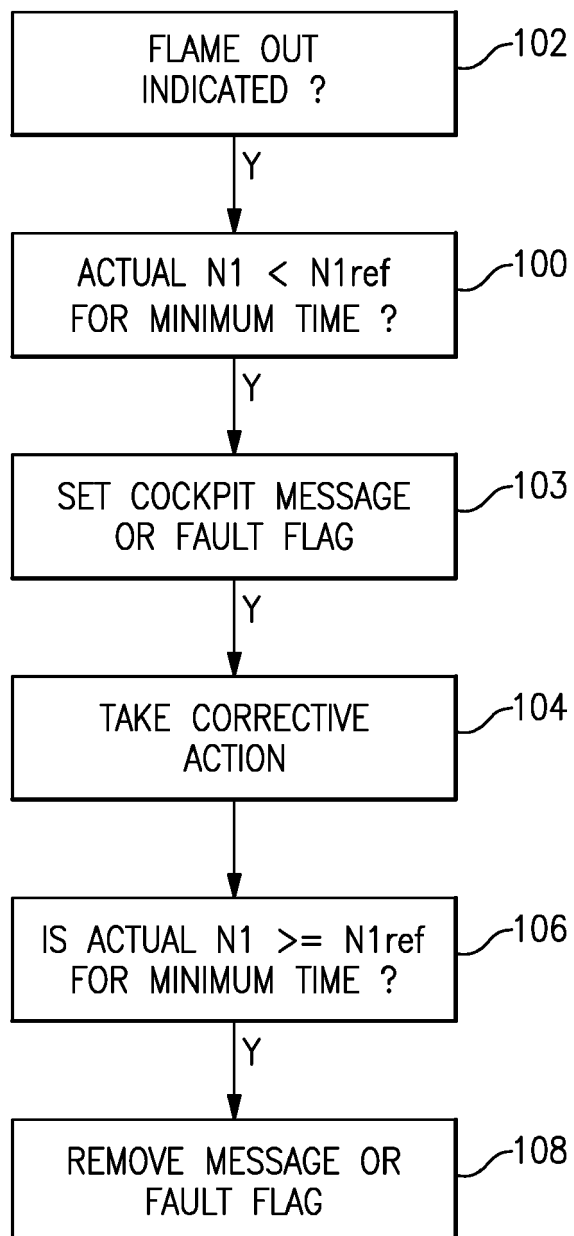 FLAME OUT
INDICATED ?
102
Y
ACTUAL N1 < N1ref
FOR MINIMUM TIME ?
100
Y
SET COCKPIT MESSAGE
OR FAULT FLAG
103
Y
TAKE CORRECTIVE
ACTION
104
IS ACTUAL N1 >= N1ref
FOR MINIMUM TIME ?
106
Y
REMOVE MESSAGE OR
FAULT FLAG
108